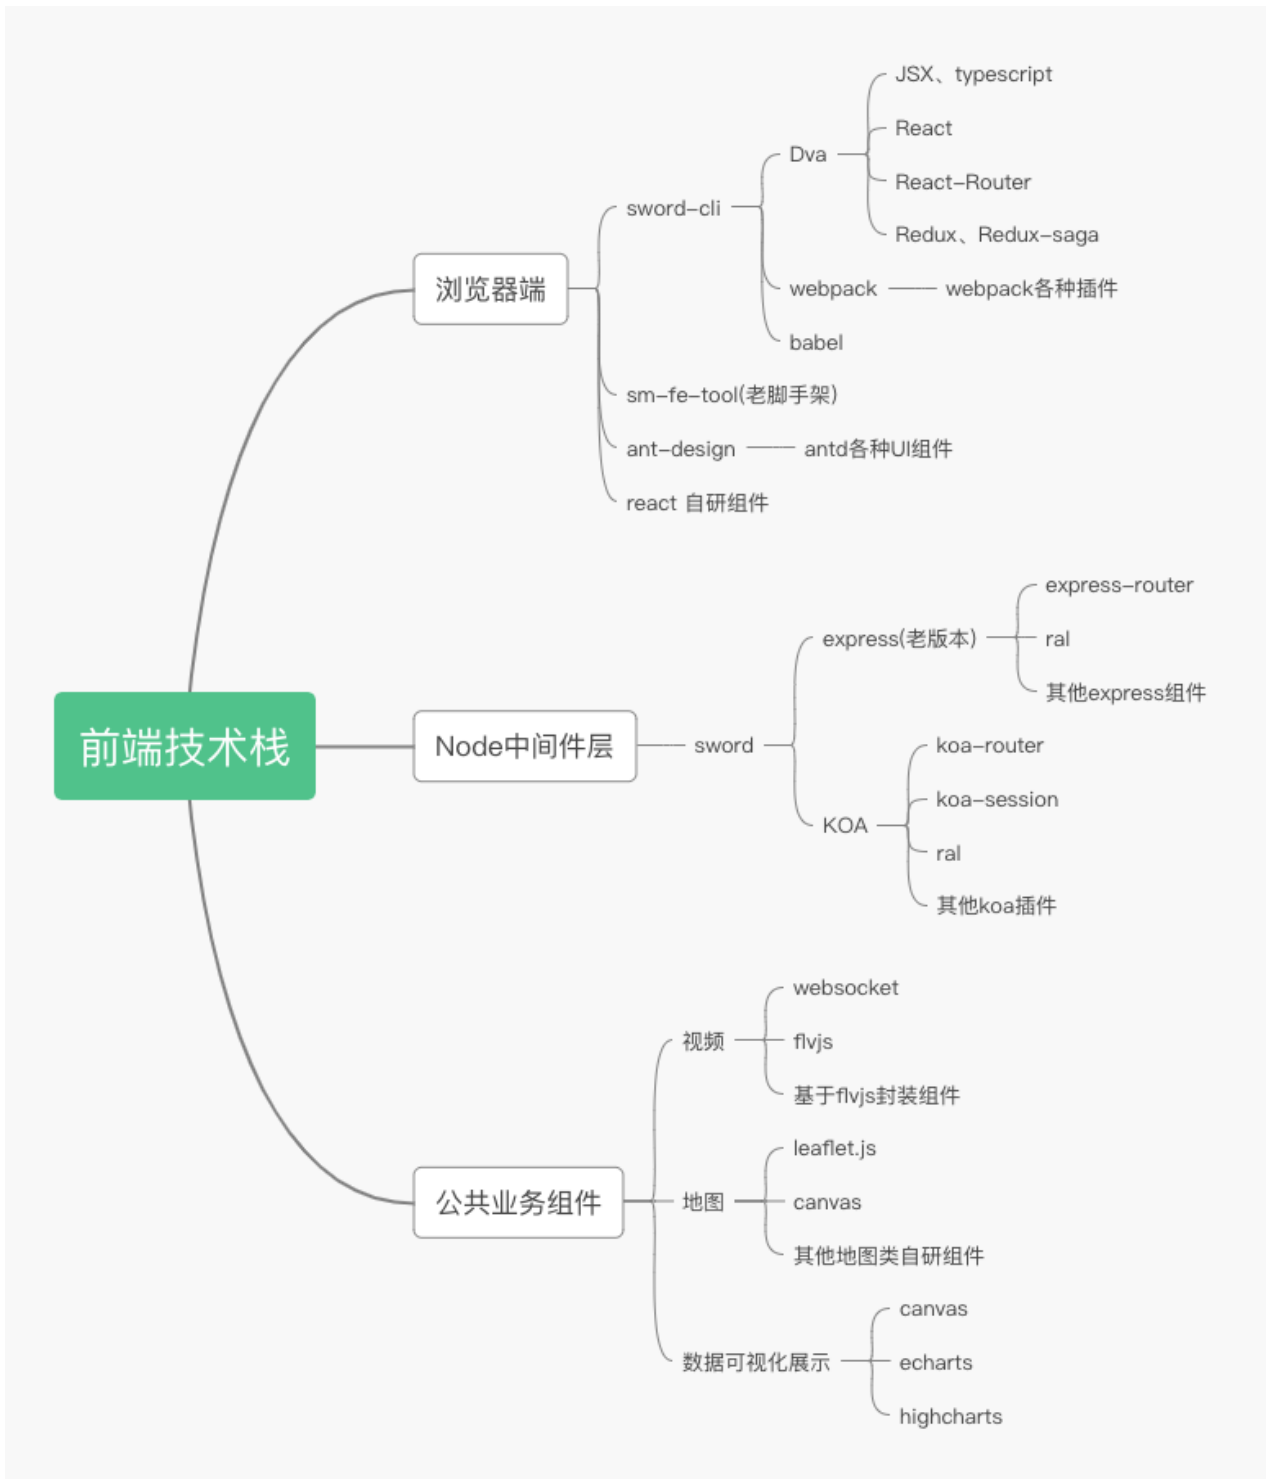 前端技术栈
浏览器端
sword-cli
Dva
JSX、typescript
React
React-Router
Redux、Redux-saga
webpack
webpack各种插件
babel
sm-fe-tool(老脚手架)
ant-design
antd各种UI组件
react 自研组件
Node中间件层
sword
express(老版本)
express-router
ral
其他express组件
KOA
koa-router
koa-session
ral
其他koa插件
公共业务组件
视频
websocket
flvjs
基于flvjs封装组件
地图
leaflet.js
canvas
其他地图类自研组件
数据可视化展示
canvas
echarts
highcharts